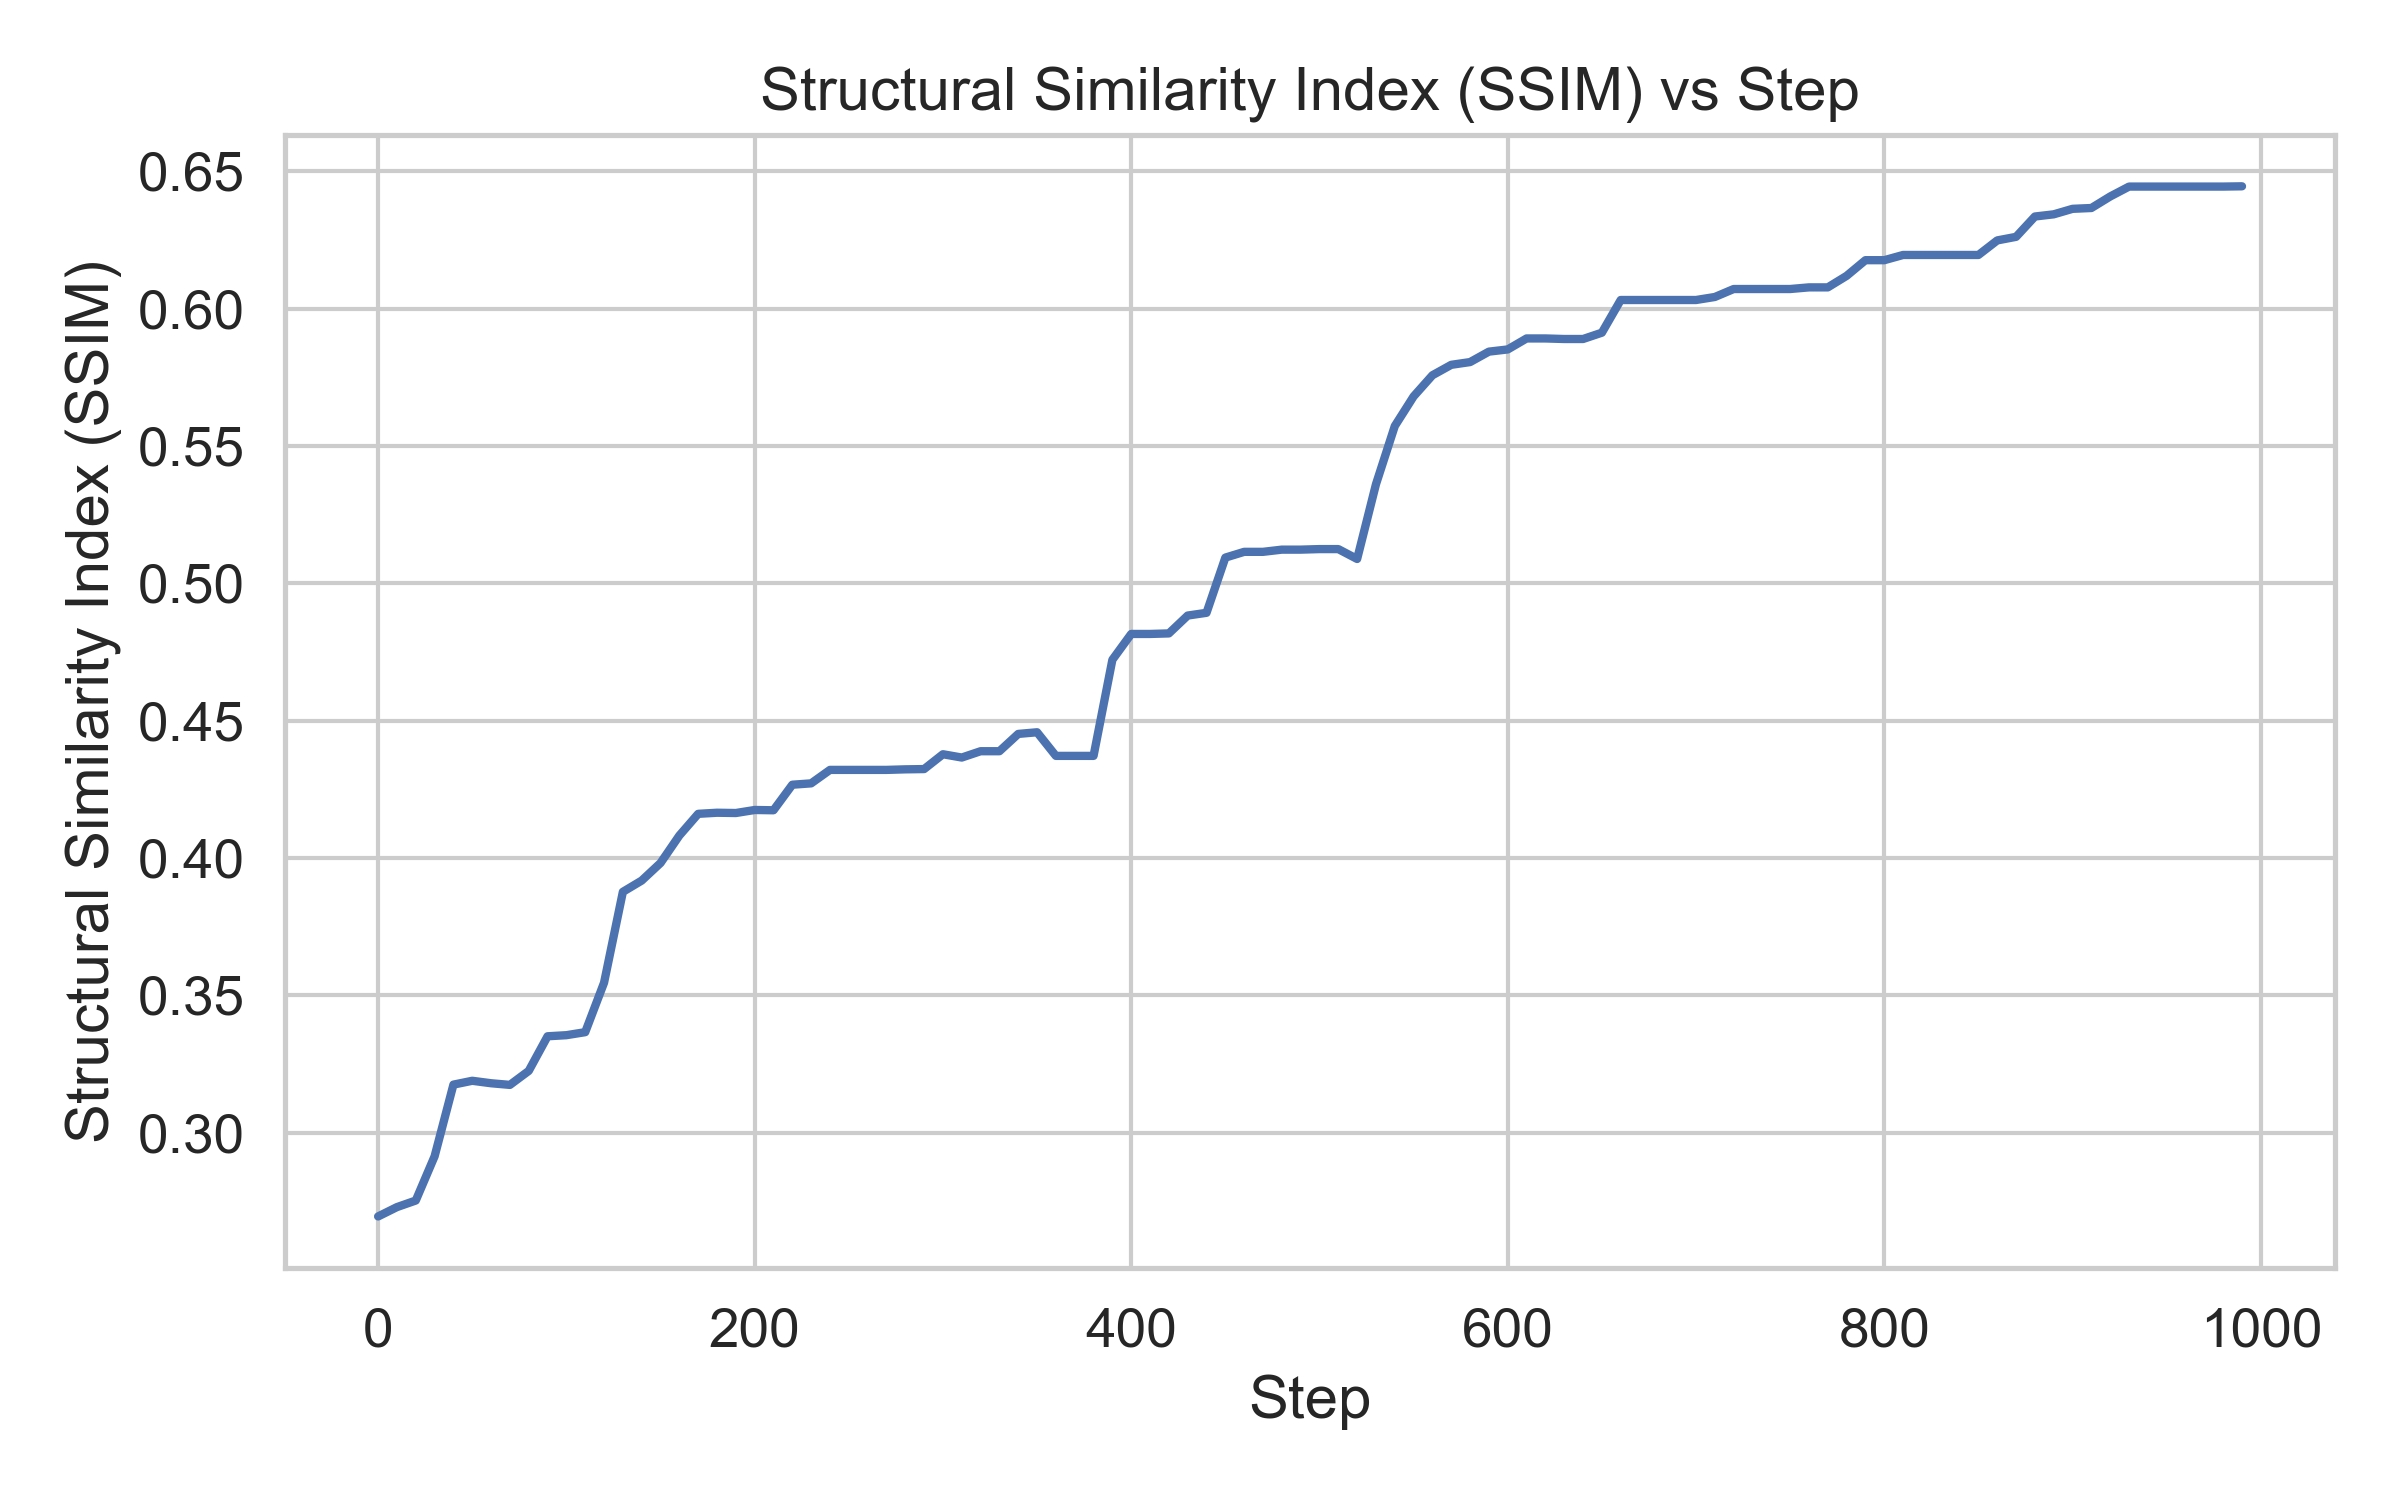 Structural Similarity Index (SSIM) vs Step
Structural Similarity Index (SSIM)
0.65
0.60
0.55
0.50
0.45
0.40
0.35
0.30
0 200 400 600 800 1000
Step